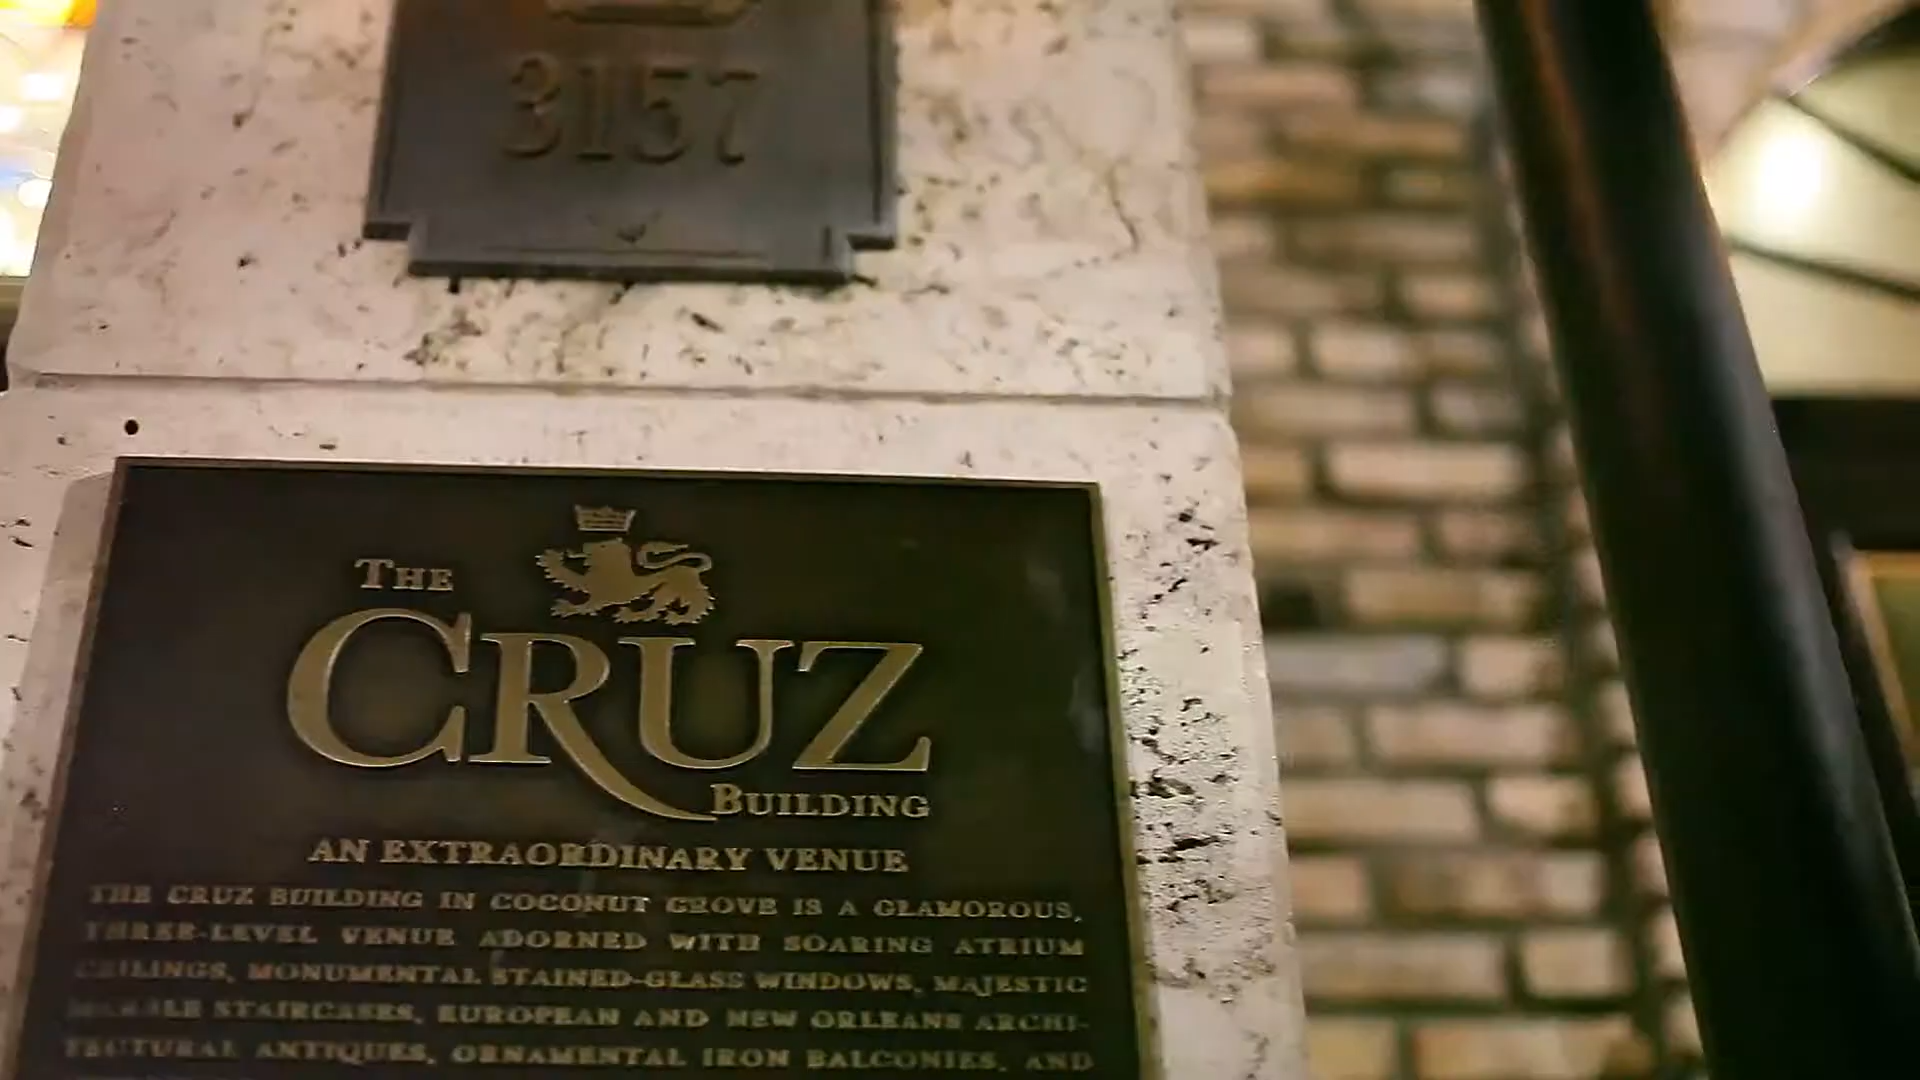 3157
THE
CRUZ
BUILDING
AN EXTRAORDINARY VENUE
THE CRUZ BUILDING IN COCONUT GROVE IS A GLAMOROUS,
THREE-LEVEL VENUE ADORNED WITH SOARING ATRIUM
CEILINGS, MONUMENTAL STAINED-GLASS WINDOWS, MAJESTIC
MARBLE STAIRCASES, EUROPEAN AND NEW ORLEANS ARCHI-
TECTURAL ANTIQUES, ORNAMENTAL IRON BALCONIES, AND